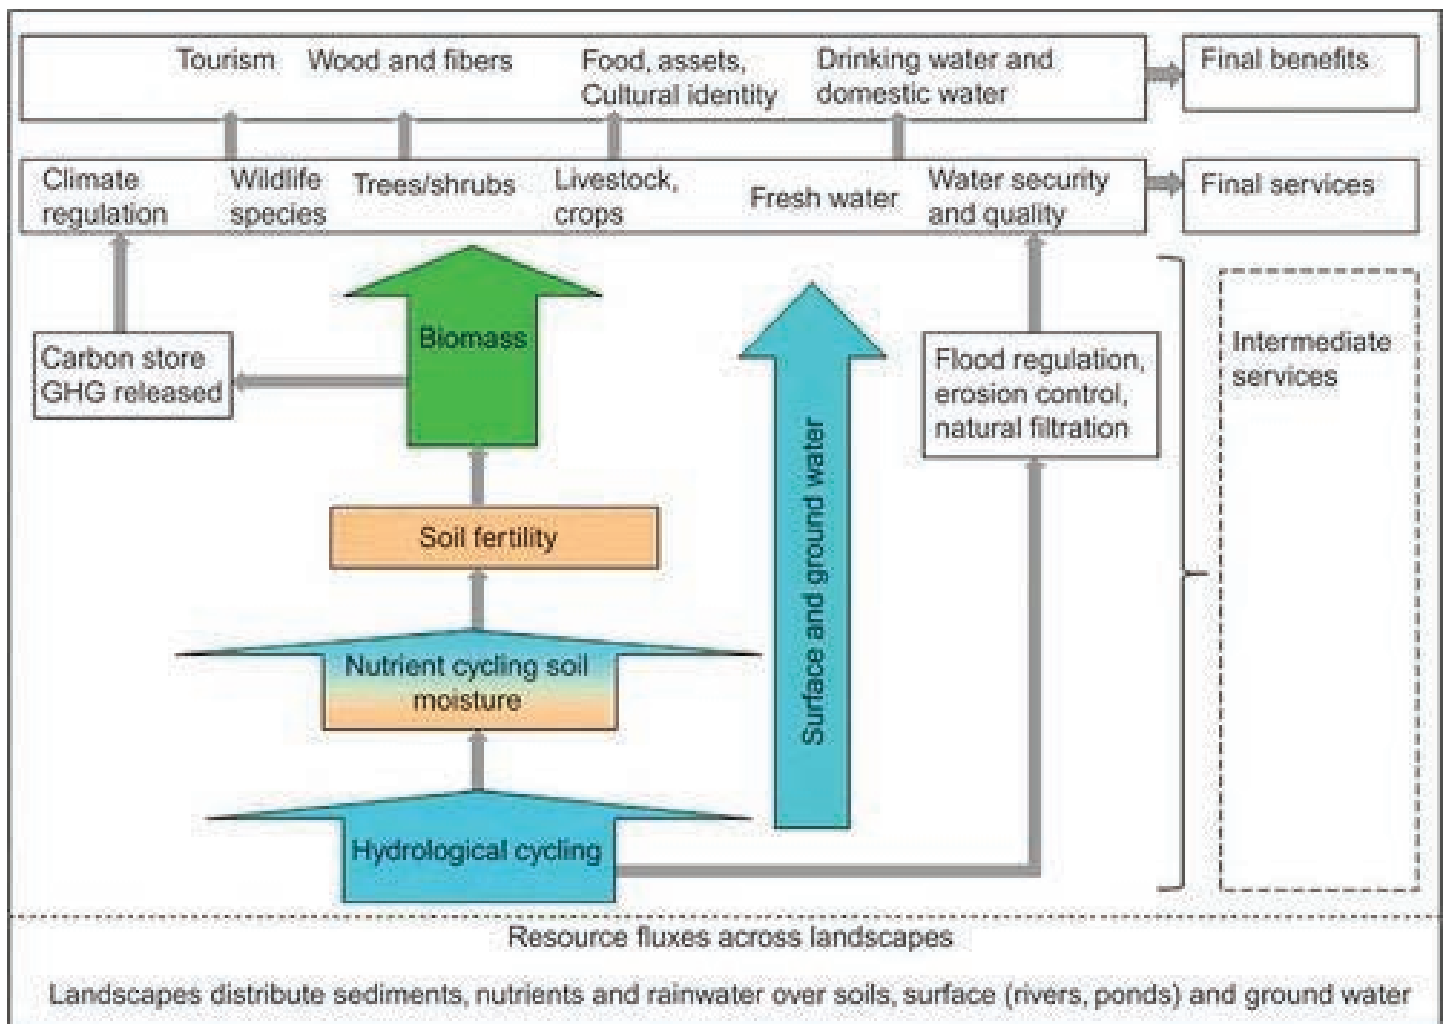 Tourism
Wood and fibers
Food, assets,
Cultural identity
Drinking water and
domestic water
Final benefits
Climate
regulation
Wildlife
species
Trees/shrubs
Livestock,
crops
Fresh water
Water security
and quality
Final services
Biomass
Carbon store
GHG released
Flood regulation,
erosion control,
natural filtration
Intermediate
services
Surface and ground water
Soil fertility
Nutrient cycling soil
moisture
Hydrological cycling
Resource fluxes across landscapes
Landscapes distribute sediments, nutrients and rainwater over soils, surface (rivers, ponds) and ground water